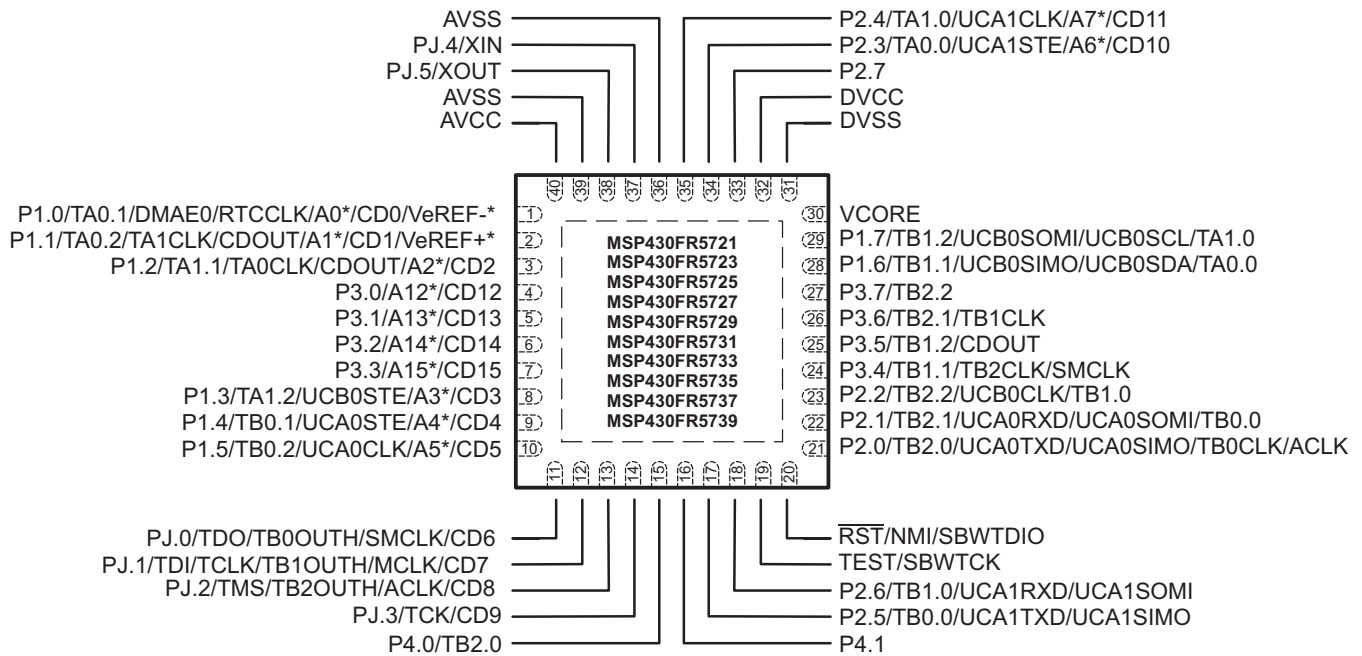 AVSS
PJ.4/XIN
PJ.5/XOUT
AVSS
AVCC
P2.4/TA1.0/UCA1CLK/A7*/CD11
P2.3/TA0.0/UCA1STE/A6*/CD10
P2.7
DVCC
DVSS
40 39 38 37 36 35 34 33 32 31
P1.0/TA0.1/DMAE0/RTCCLK/A0*/CD0/VeREF-* 1
P1.1/TA0.2/TA1CLK/CDOUT/A1*/CD1/VeREF+* 2
P1.2/TA1.1/TA0CLK/CDOUT/A2*/CD2 3
P3.0/A12*/CD12 4
P3.1/A13*/CD13 5
P3.2/A14*/CD14 6
P3.3/A15*/CD15 7
P1.3/TA1.2/UCB0STE/A3*/CD3 8
P1.4/TB0.1/UCA0STE/A4*/CD4 9
P1.5/TB0.2/UCA0CLK/A5*/CD5 10
MSP430FR5721
MSP430FR5723
MSP430FR5725
MSP430FR5727
MSP430FR5729
MSP430FR5731
MSP430FR5733
MSP430FR5735
MSP430FR5737
MSP430FR5739
30 VCORE
29 P1.7/TB1.2/UCB0SOMI/UCB0SCL/TA1.0
28 P1.6/TB1.1/UCB0SIMO/UCB0SDA/TA0.0
27 P3.7/TB2.2
26 P3.6/TB2.1/TB1CLK
25 P3.5/TB1.2/CDOUT
24 P3.4/TB1.1/TB2CLK/SMCLK
23 P2.2/TB2.2/UCB0CLK/TB1.0
22 P2.1/TB2.1/UCA0RXD/UCA0SOMI/TB0.0
21 P2.0/TB2.0/UCA0TXD/UCA0SIMO/TB0CLK/ACLK
11 12 13 14 15 16 17 18 19 20
PJ.0/TDO/TB0OUTH/SMCLK/CD6
PJ.1/TDI/TCLK/TB1OUTH/MCLK/CD7
PJ.2/TMS/TB2OUTH/ACLK/CD8
PJ.3/TCK/CD9
P4.0/TB2.0
RST/NMI/SBWTDIO
TEST/SBWTCK
P2.6/TB1.0/UCA1RXD/UCA1SOMI
P2.5/TB0.0/UCA1TXD/UCA1SIMO
P4.1